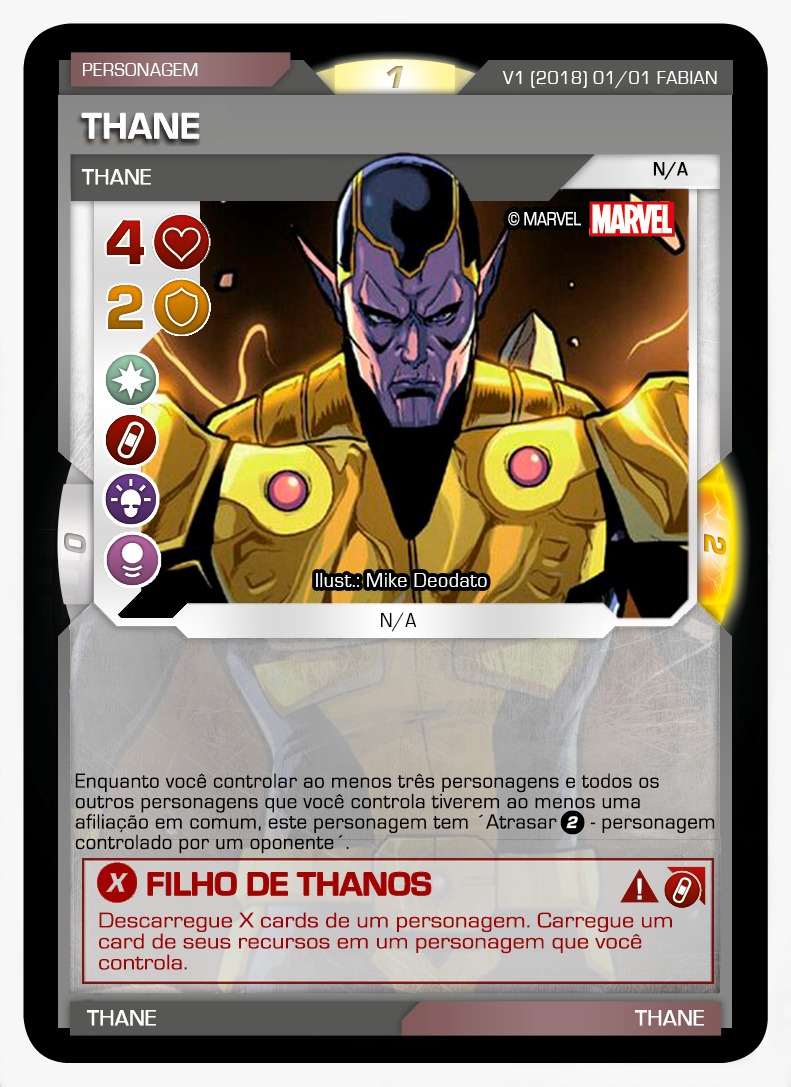 PERSONAGEM
1
V1 (2018) 01/01 FABIAN
THANE
THANE
N/A
© MARVEL MARVEL
4
2
0
2
Ilust.: Mike Deodato
N/A
Enquanto você controlar ao menos três personagens e todos os
outros personagens que você controla tiverem ao menos uma
afiliação em comum, este personagem tem ´Atrasar 2 - personagem
controlado por um oponente´.
X FILHO DE THANOS
Descarregue X cards de um personagem. Carregue um
card de seus recursos em um personagem que você
controla.
THANE
THANE